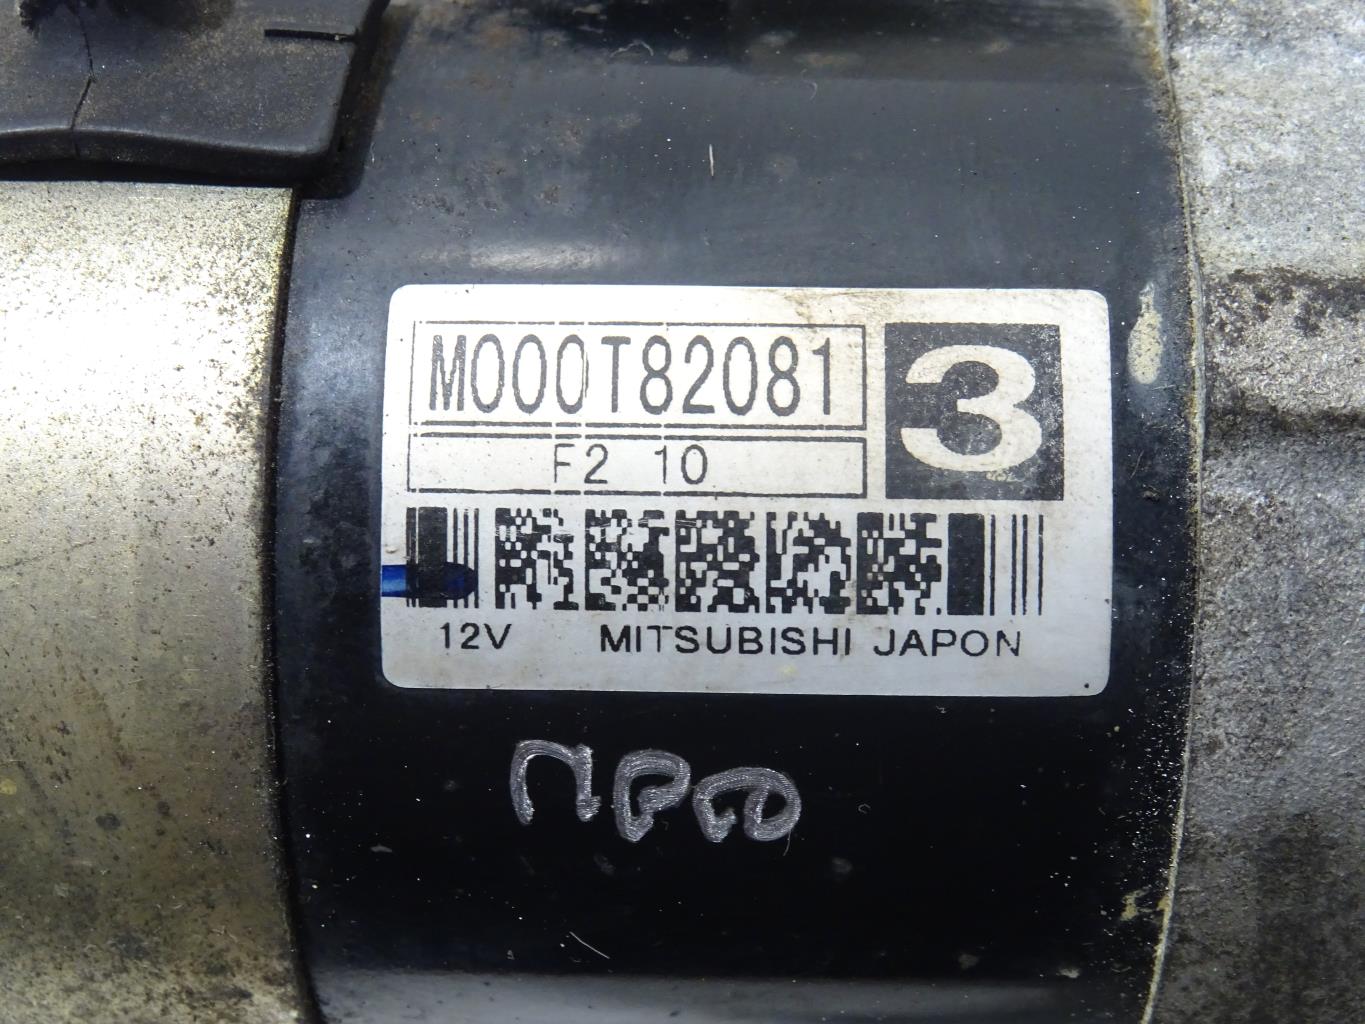 M000T82081
3
F2 10
12V MITSUBISHI JAPON